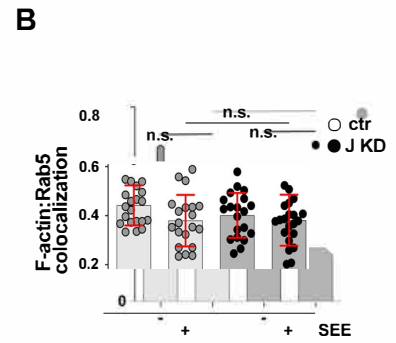 B
0.8
n.s.
n.s. n.s.
ctr
J KD
F-actin:Rab5
colocalization
0.6
0.4
0.2
0
- -
+ + SEE